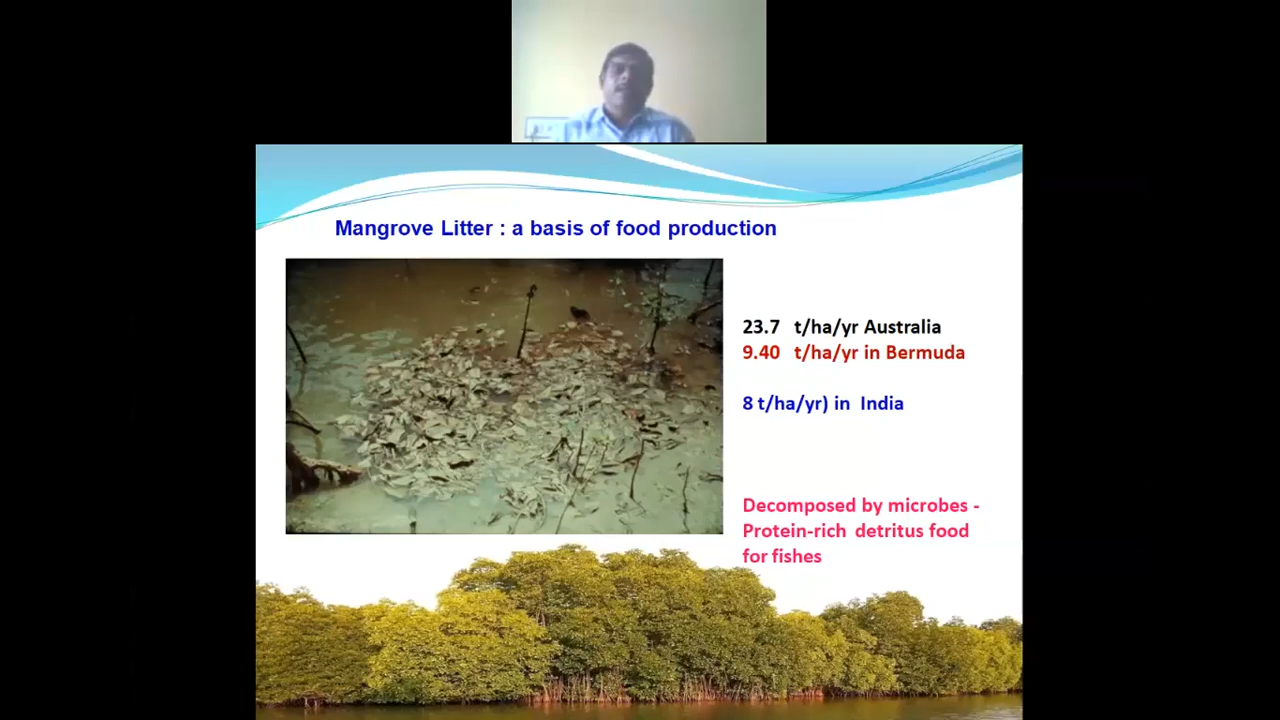 Mangrove Litter : a basis of food production
23.7 t/ha/yr Australia
9.40 t/ha/yr in Bermuda
8 t/ha/yr) in India
Decomposed by microbes -
Protein-rich detritus food
for fishes